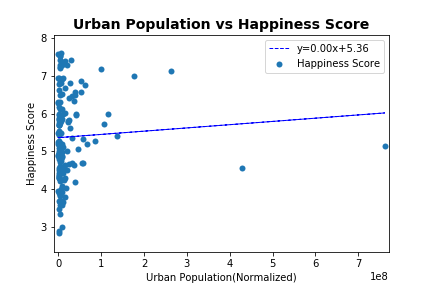 Urban Population vs Happiness Score
y=0.00x+5.36
Happiness Score
Happiness Score
8
7
6
5
4
3
0 1 2 3 4 5 6 7
1e8
Urban Population(Normalized)